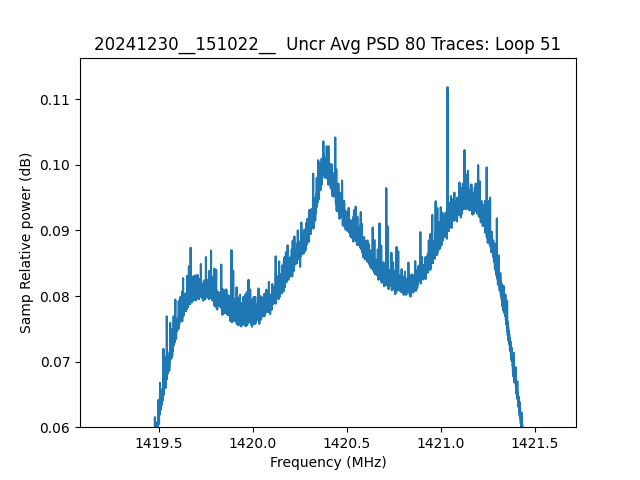 20241230__151022__  Uncr Avg PSD 80 Traces: Loop 51
0.11
0.10
0.09
0.08
0.07
0.06
Samp Relative power (dB)
1419.5 1420.0 1420.5 1421.0 1421.5
Frequency (MHz)